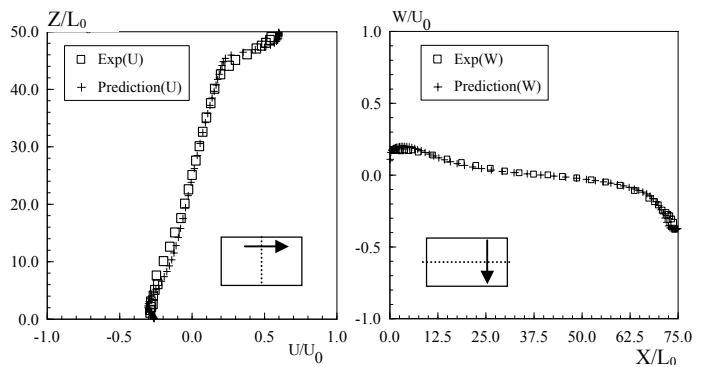 Z/L0
50.0
40.0
30.0
20.0
10.0
0.0
-1.0 -0.5 0.0 0.5 1.0
U/U0
Exp(U)
Prediction(U)
W/U0
1.0
0.5
0.0
-0.5
-1.0
0.0 12.5 25.0 37.5 50.0 62.5 75.0
X/L0
Exp(W)
Prediction(W)